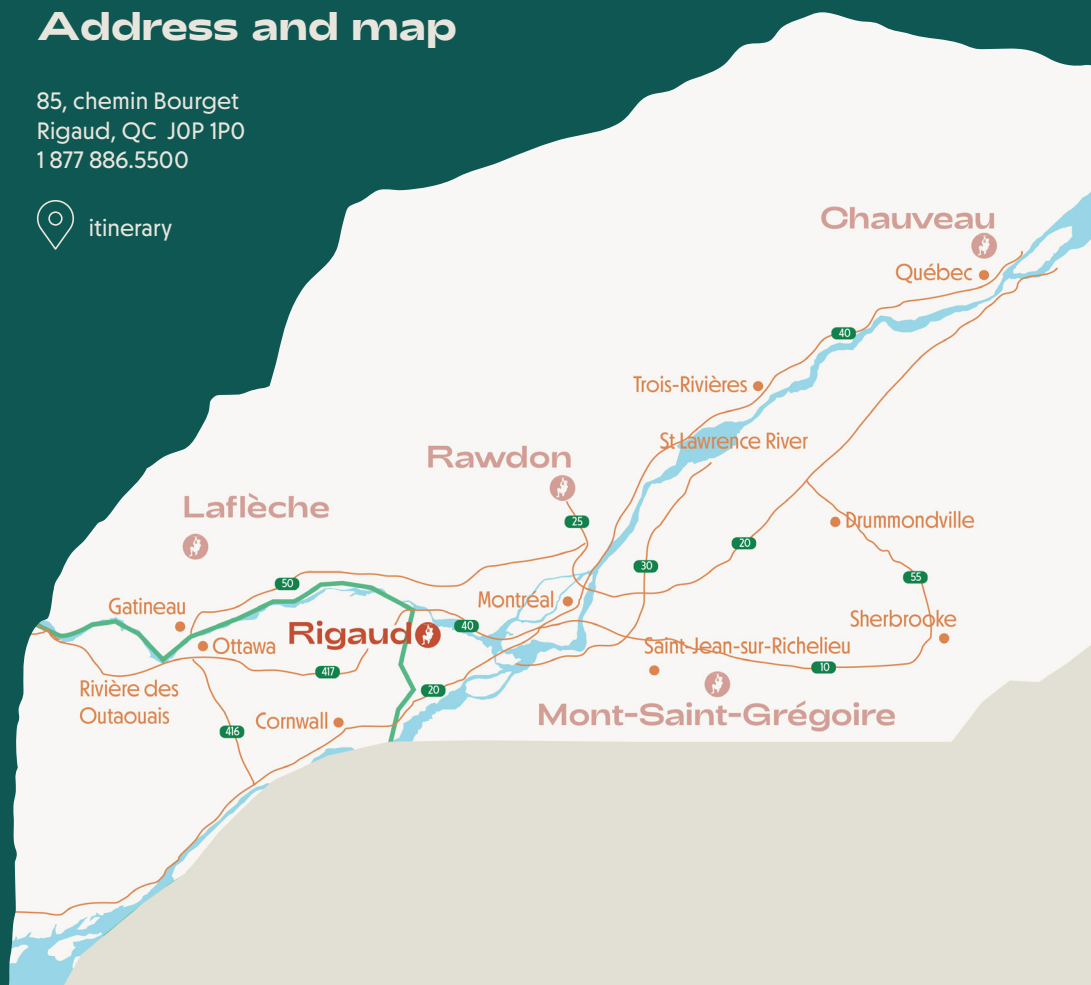 Address and map
85, chemin Bourget
Rigaud, QC  J0P 1P0
1 877 886.5500
itinerary
Chauveau
Québec
40
Trois-Rivières
St Lawrence River
Rawdon
Laflèche
25
Drummondville
20
30
55
50
Gatineau
Montréal
Sherbrooke
40
Rigaud
Ottawa
Saint-Jean-sur-Richelieu
10
417
Rivière des
Outaouais
20
Mont-Saint-Grégoire
Cornwall
416